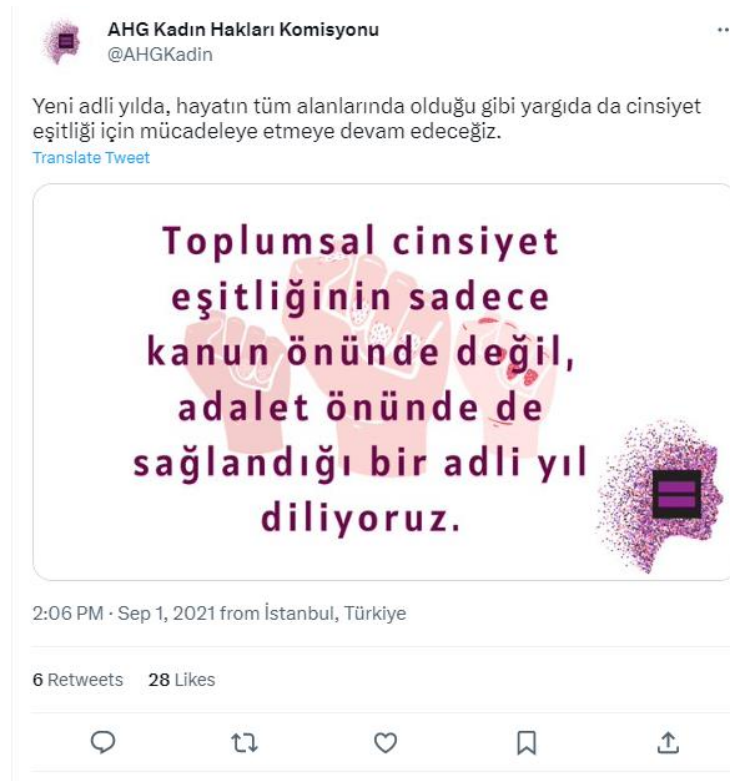 AHG Kadın Hakları Komisyonu
@AHGKadin
Yeni adli yılda, hayatın tüm alanlarında olduğu gibi yargıda da cinsiyet
eşitliği için mücadeleye etmeye devam edeceğiz.
Translate Tweet
Toplumsal cinsiyet
eşitliğinin sadece
kanun önünde değil,
adalet önünde de
sağlandığı bir adli yıl
diliyoruz.
2:06 PM · Sep 1, 2021 from İstanbul, Türkiye
6 Retweets 28 Likes